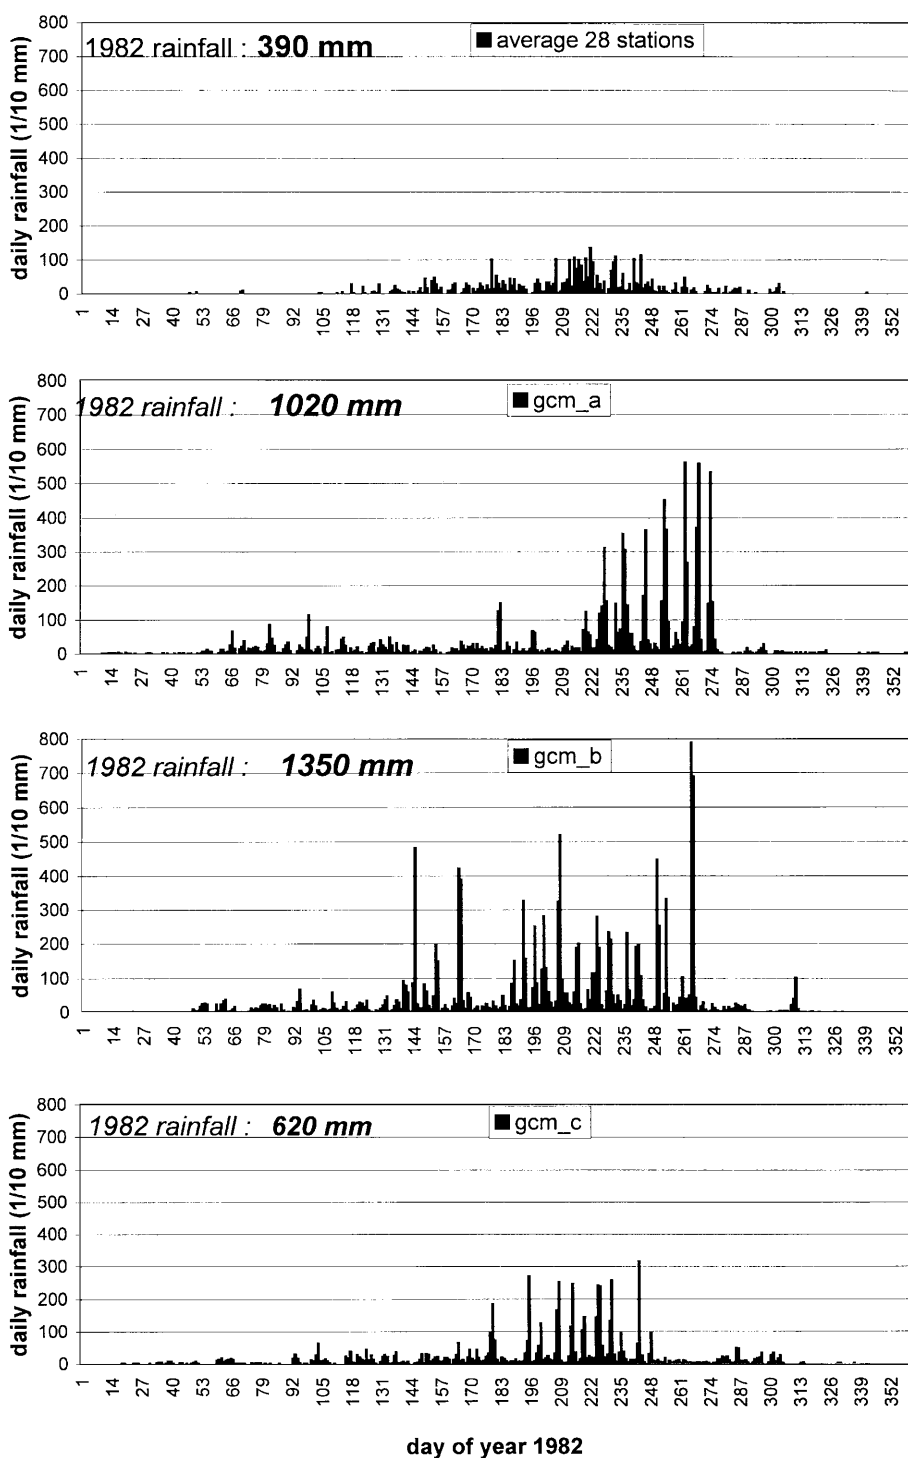 800
700
600
500
400
300
200
100
0
daily rainfall (1/10 mm)
1982 rainfall : 390 mm
average 28 stations
1 14 27 40 53 66 79 92 105 118 131 144 157 170 183 196 209 222 235 248 261 274 287 300 313 326 339 352
800
700
600
500
400
300
200
100
0
daily rainfall (1/10 mm)
1982 rainfall : 1020 mm
gcm_a
1 14 27 40 53 66 79 92 105 118 131 144 157 170 183 196 209 222 235 248 261 274 287 300 313 326 339 352
800
700
600
500
400
300
200
100
0
daily rainfall (1/10 mm)
1982 rainfall : 1350 mm
gcm_b
1 14 27 40 53 66 79 92 105 118 131 144 157 170 183 196 209 222 235 248 261 274 287 300 313 326 339 352
800
700
600
500
400
300
200
100
0
daily rainfall (1/10 mm)
1982 rainfall : 620 mm
gcm_c
1 14 27 40 53 66 79 92 105 118 131 144 157 170 183 196 209 222 235 248 261 274 287 300 313 326 339 352
day of year 1982